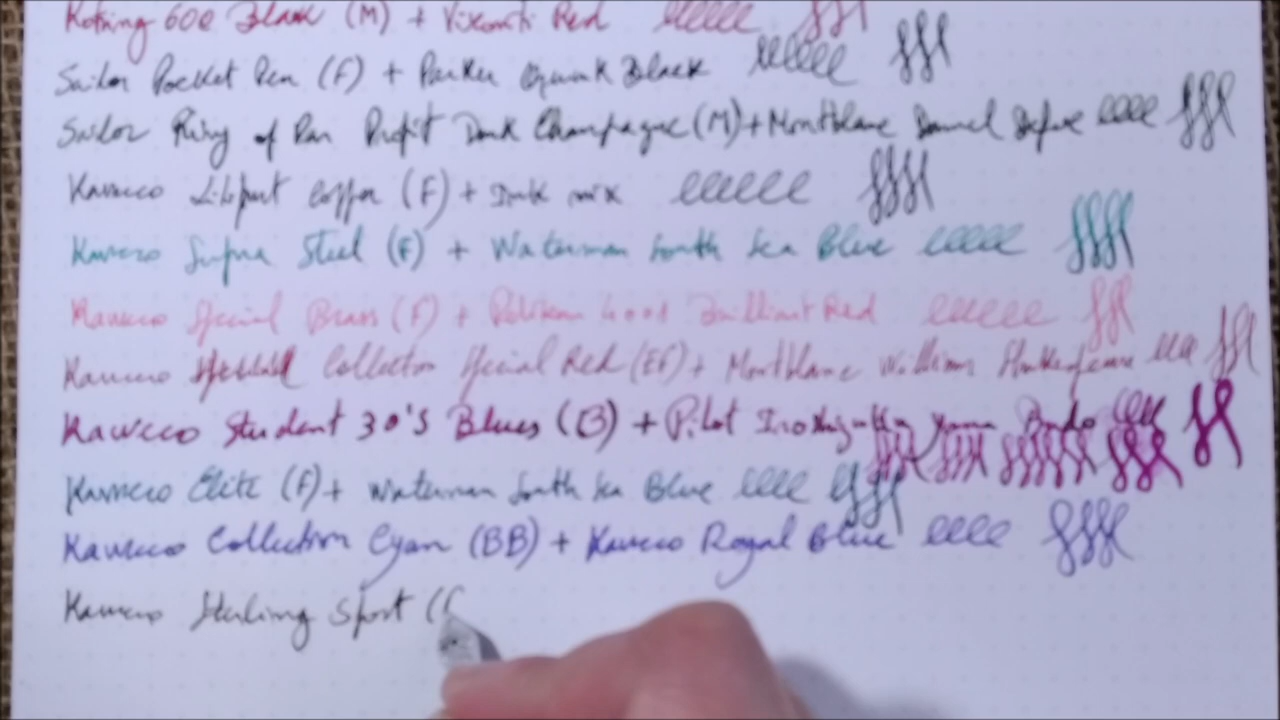 Rotring 600 Black (M) + Visconti Red
Sailor Pocket Pen (F) + Parker Quink Black
Sailor Ring of Pan Profit Dark Champagne (M) + Montblanc Daniel Defoe
Kaweco Liliput Copper (F) + Ink mix
Kaweco Supra Steel (F) + Waterman South Sea Blue
Kaweco Special Brass (F) + Pelikan 4001 Brilliant Red
Kaweco Collection Special Red (EF) + Montblanc William Shakespeare
Kaweco Student 30's Blues (B) + Pilot Iroshizuku Yama Budo
Kaweco Elite (F) + Waterman South Sea Blue
Kaweco Collection Cyan (BB) + Kaweco Royal Blue
Kaweco Sterling Sport (